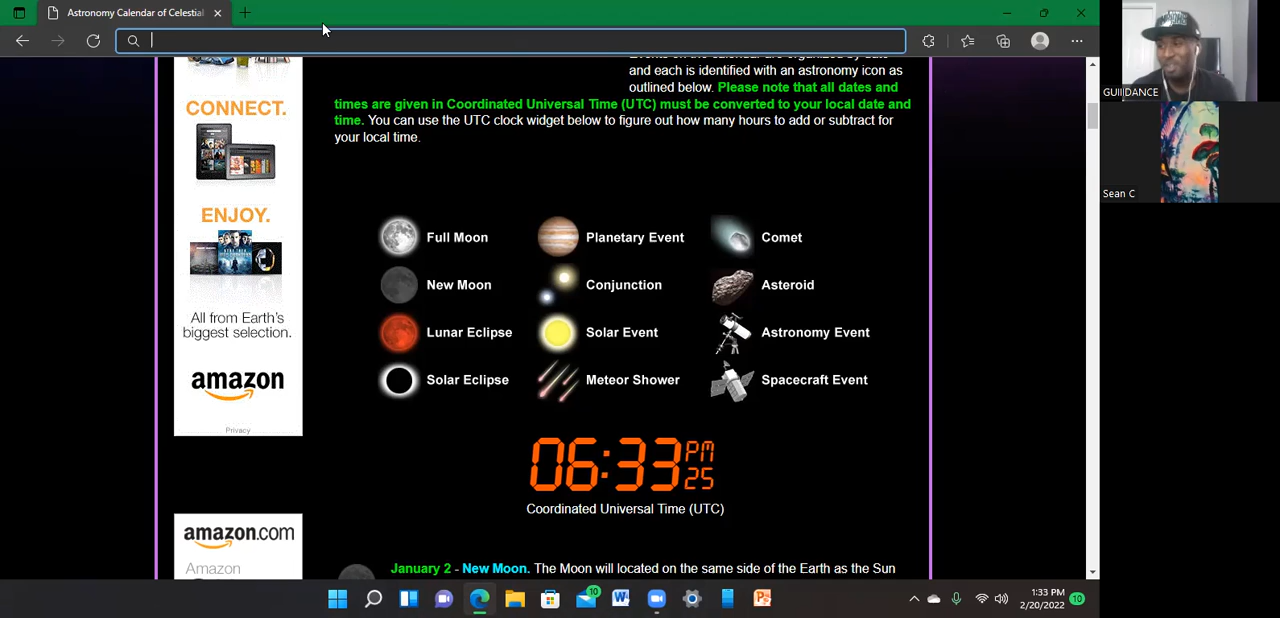 Astronomy Calendar of Celestial
and each is identified with an astronomy icon as
outlined below. Please note that all dates and
times are given in Coordinated Universal Time (UTC) must be converted to your local date and
time. You can use the UTC clock widget below to figure out how many hours to add or subtract for
your local time.
CONNECT.
ENJOY.
All from Earth's
biggest selection.
amazon
Privacy
amazon.com
Amazon
Full Moon
Planetary Event
Comet
New Moon
Conjunction
Asteroid
Lunar Eclipse
Solar Event
Astronomy Event
Solar Eclipse
Meteor Shower
Spacecraft Event
06:33 PM
25
Coordinated Universal Time (UTC)
January 2 - New Moon. The Moon will located on the same side of the Earth as the Sun
GUIIIDANCE
Sean C
10
1:33 PM
2/20/2022
10